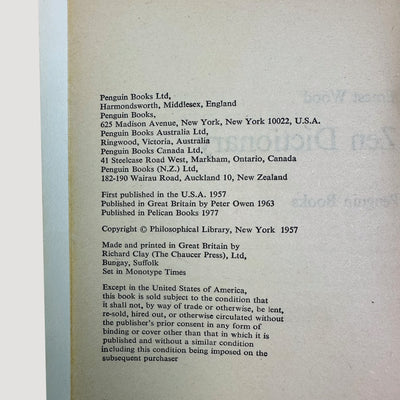 Penguin Books Ltd,
Harmondsworth, Middlesex, England
Penguin Books,
625 Madison Avenue, New York, New York 10022, U.S.A.
Penguin Books Australia Ltd,
Ringwood, Victoria, Australia
Penguin Books Canada Ltd,
41 Steelcase Road West, Markham, Ontario, Canada
Penguin Books (N.Z.) Ltd,
182-190 Wairau Road, Auckland 10, New Zealand
First published in the U.S.A. 1957
Published in Great Britain by Peter Owen 1963
Published in Pelican Books 1977
Copyright © Philosophical Library, New York 1957
Made and printed in Great Britain by
Richard Clay (The Chaucer Press), Ltd,
Bungay, Suffolk
Set in Monotype Times
Except in the United States of America,
this book is sold subject to the condition that
it shall not, by way of trade or otherwise, be lent,
re-sold, hired out, or otherwise circulated without
the publisher's prior consent in any form of
binding or cover other than that in which it is
published and without a similar condition
including this condition being imposed on the
subsequent purchaser
Ernest Wood
Zen Dictionary
Penguin Books